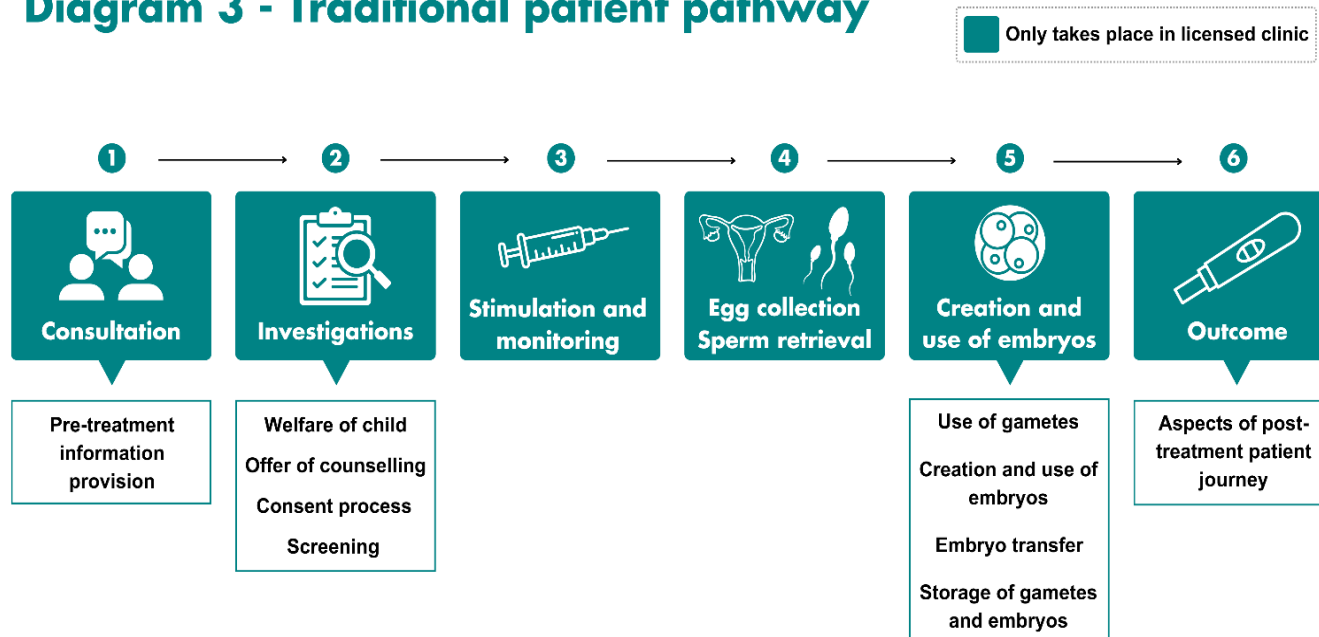 Diagram 3 - Traditional patient pathway
Only takes place in licensed clinic
1
2
3
4
5
6
Consultation
Investigations
Stimulation and
monitoring
Egg collection
Sperm retrieval
Creation and
use of embryos
Outcome
Pre-treatment
information
provision
Welfare of child
Offer of counselling
Consent process
Screening
Use of gametes
Creation and use of
embryos
Embryo transfer
Storage of gametes
and embryos
Aspects of post-
treatment patient
journey